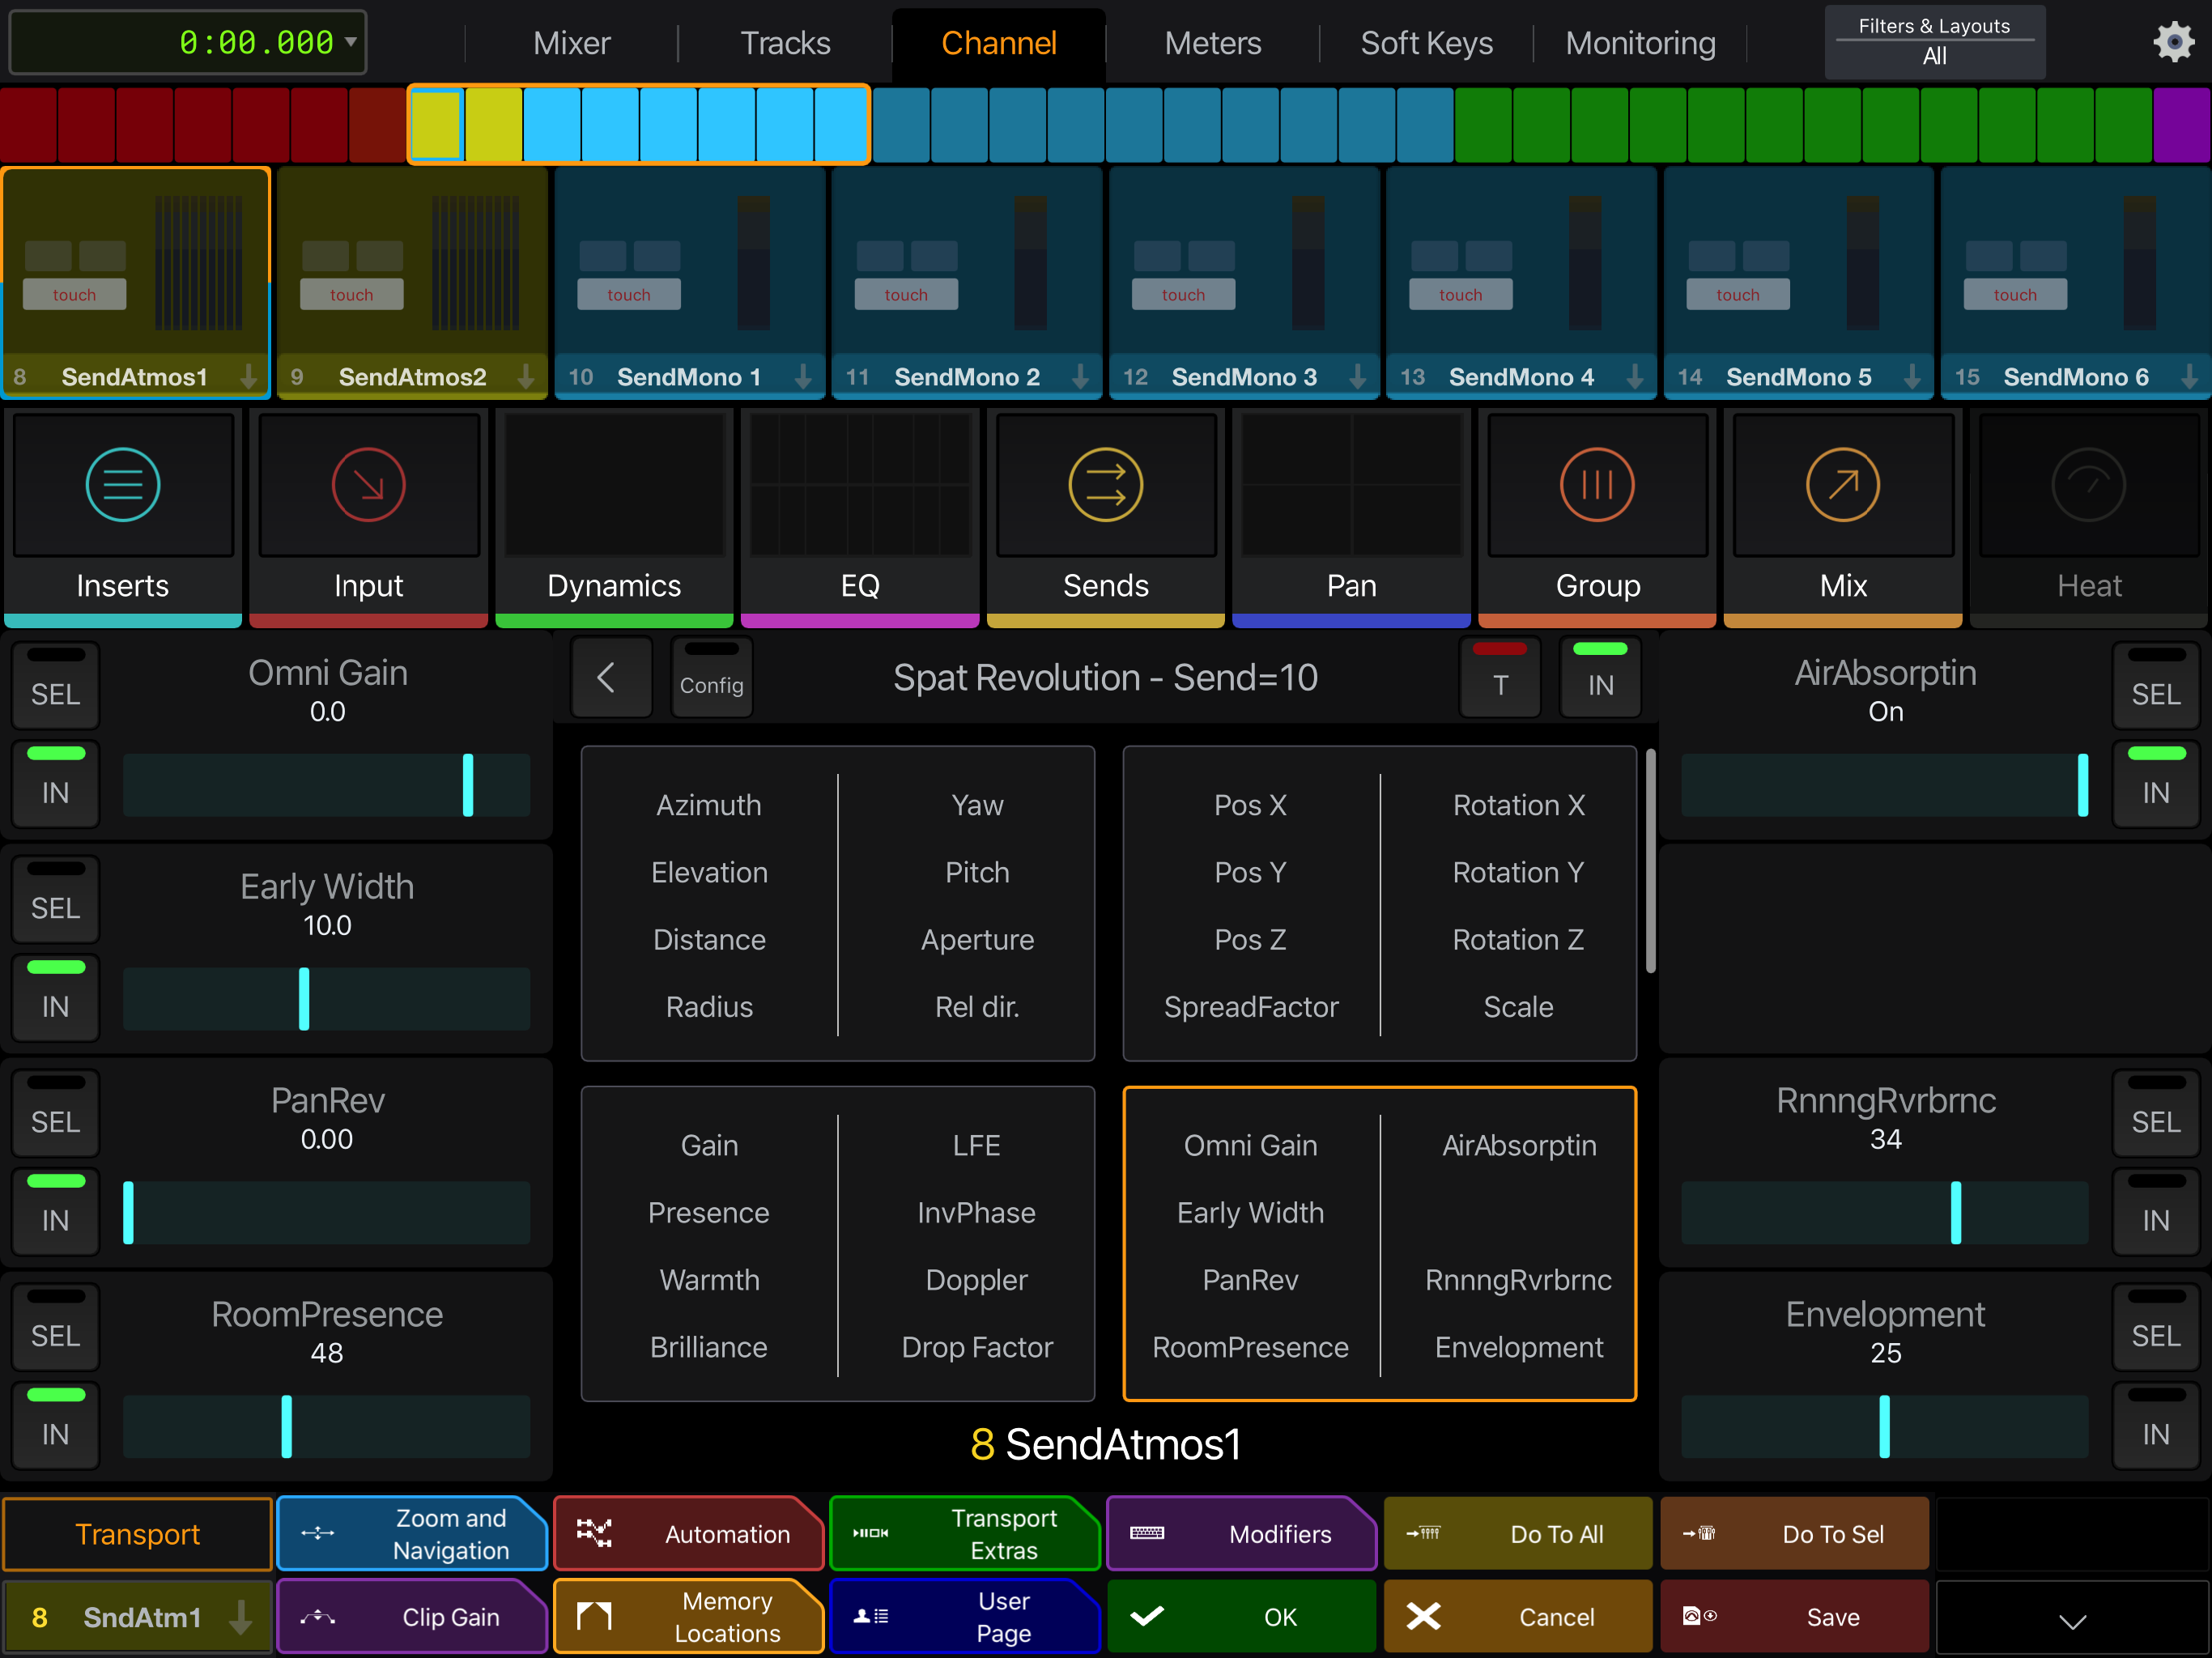 0:00.000
Mixer
Tracks
Channel
Meters
Soft Keys
Monitoring
Filters & Layouts
All
touch
touch
touch
touch
touch
touch
touch
touch
8 SendAtmos1
9 SendAtmos2
10 SendMono 1
11 SendMono 2
12 SendMono 3
13 SendMono 4
14 SendMono 5
15 SendMono 6
Inserts
Input
Dynamics
EQ
Sends
Pan
Group
Mix
Heat
SEL
Omni Gain
0.0
IN
SEL
Early Width
10.0
IN
SEL
PanRev
0.00
IN
SEL
RoomPresence
48
IN
Config
Spat Revolution - Send=10
T
IN
Azimuth
Yaw
Elevation
Pitch
Distance
Aperture
Radius
Rel dir.
Pos X
Rotation X
Pos Y
Rotation Y
Pos Z
Rotation Z
SpreadFactor
Scale
Gain
LFE
Presence
InvPhase
Warmth
Doppler
Brilliance
Drop Factor
Omni Gain
AirAbsorptin
Early Width
PanRev
RnnngRvrbrnc
RoomPresence
Envelopment
8 SendAtmos1
AirAbsorptin
On
SEL
IN
RnnngRvrbrnc
34
SEL
IN
Envelopment
25
SEL
IN
Transport
Zoom and
Navigation
Automation
Transport
Extras
Modifiers
Do To All
Do To Sel
8 SndAtm1
Clip Gain
Memory
Locations
User
Page
OK
Cancel
Save